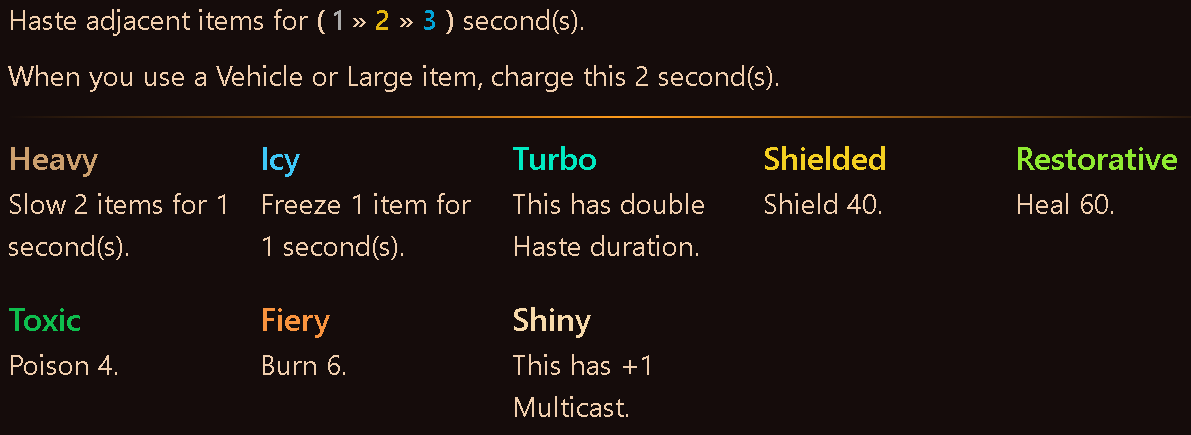 Haste adjacent items for ( 1 » 2 » 3 ) second(s).
When you use a Vehicle or Large item, charge this 2 second(s).
Heavy
Slow 2 items for 1
second(s).
Icy
Freeze 1 item for
1 second(s).
Turbo
This has double
Haste duration.
Shielded
Shield 40.
Restorative
Heal 60.
Toxic
Poison 4.
Fiery
Burn 6.
Shiny
This has +1
Multicast.